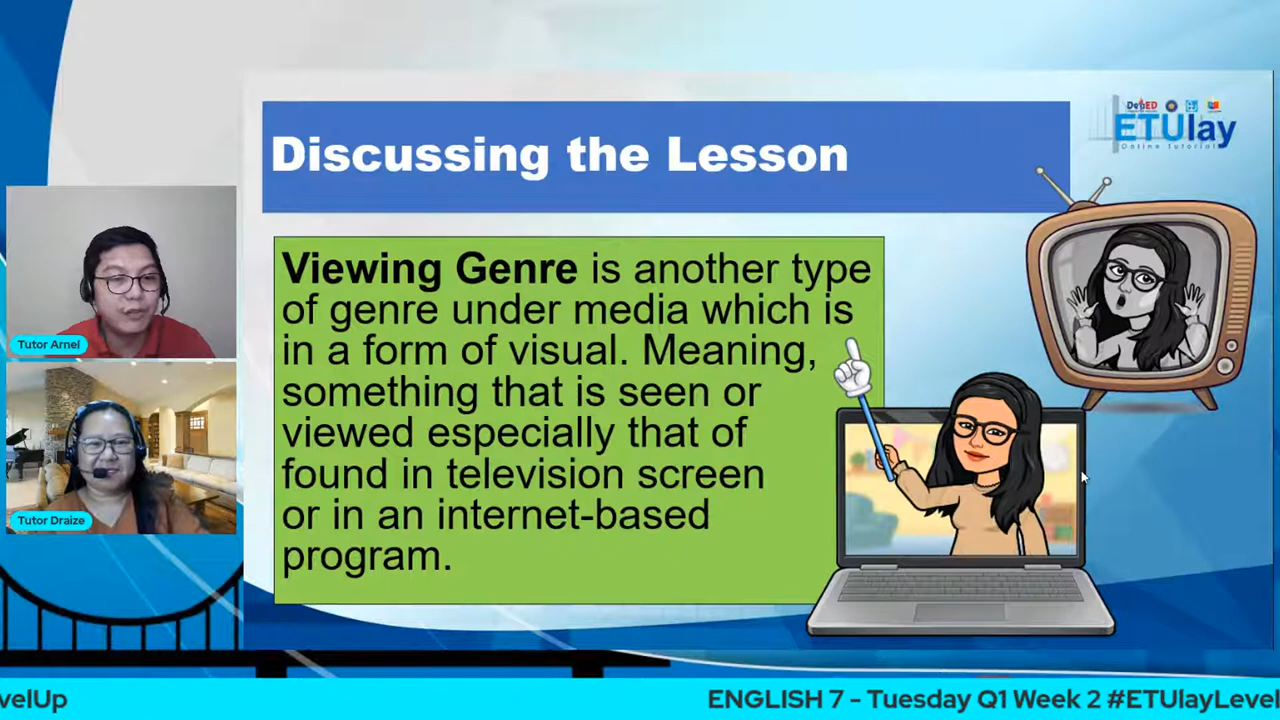 Discussing the Lesson
DepED
ETUlay
Online Tutorial
Viewing Genre is another type
of genre under media which is
in a form of visual. Meaning,
something that is seen or
viewed especially that of
found in television screen
or in an internet-based
program.
Tutor Arnel
Tutor Draize
velUp
ENGLISH 7 - Tuesday Q1 Week 2 #ETUlayLevel